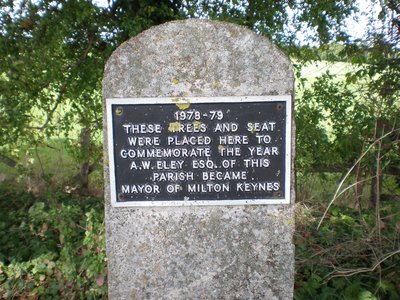 1978-79
THESE TREES AND SEAT
WERE PLACED HERE TO
COMMEMORATE THE YEAR
A.W.ELEY ESQ..OF THIS
PARISH BECAME
MAYOR OF MILTON KEYNES